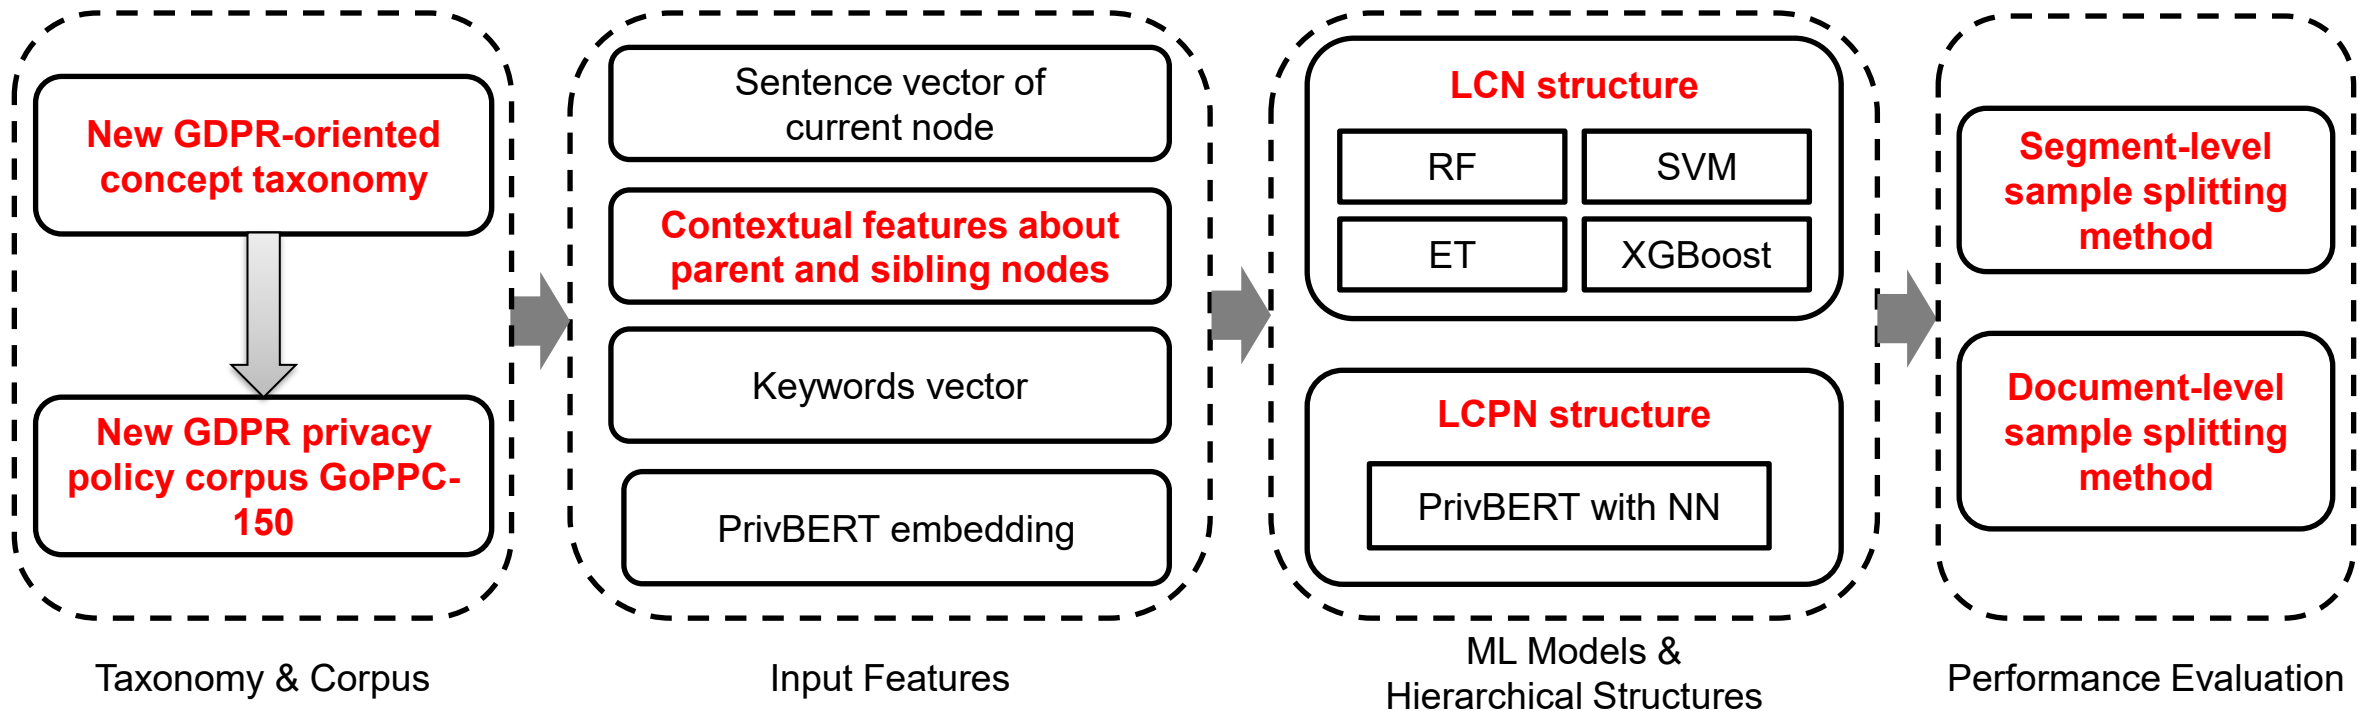 New GDPR-oriented
concept taxonomy
New GDPR privacy
policy corpus GoPPC-
150
Taxonomy & Corpus
Sentence vector of
current node
Contextual features about
parent and sibling nodes
Keywords vector
PrivBERT embedding
Input Features
LCN structure
RF
SVM
ET
XGBoost
LCPN structure
PrivBERT with NN
ML Models &
Hierarchical Structures
Segment-level
sample splitting
method
Document-level
sample splitting
method
Performance Evaluation